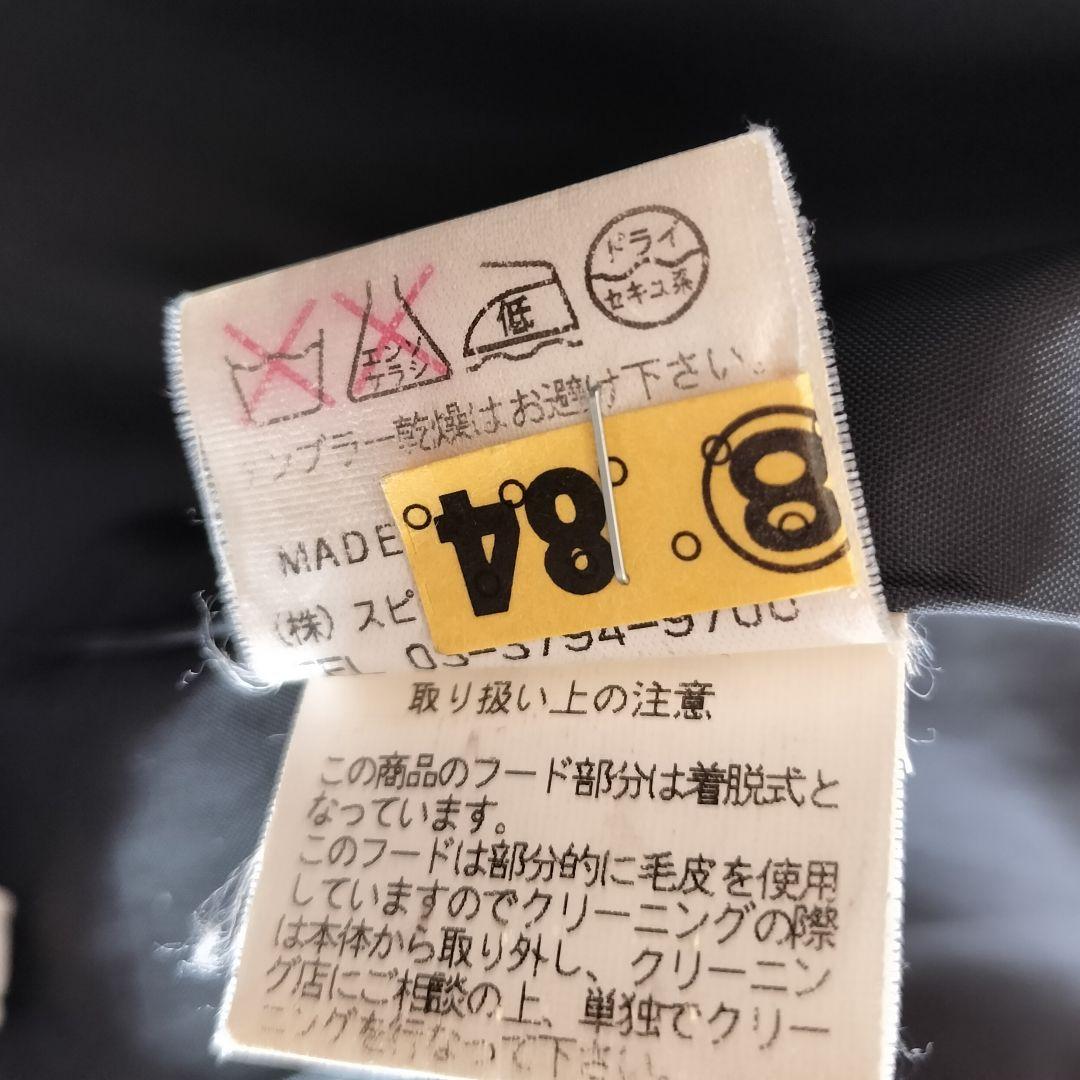 ドライ
セキユ系
低
エンソ
サラシ
タンブラー乾燥はお避け下さい。
84
8
MADE
(株) スピ
TEL 03-3794-9700
取り扱い上の注意
この商品のフード部分は着脱式と
なっています。
このフードは部分的に毛皮を使用
していますのでクリーニングの際
は本体から取り外し、クリーニン
グ店にご相談の上、単独でクリー
ニングを行なって下さい。